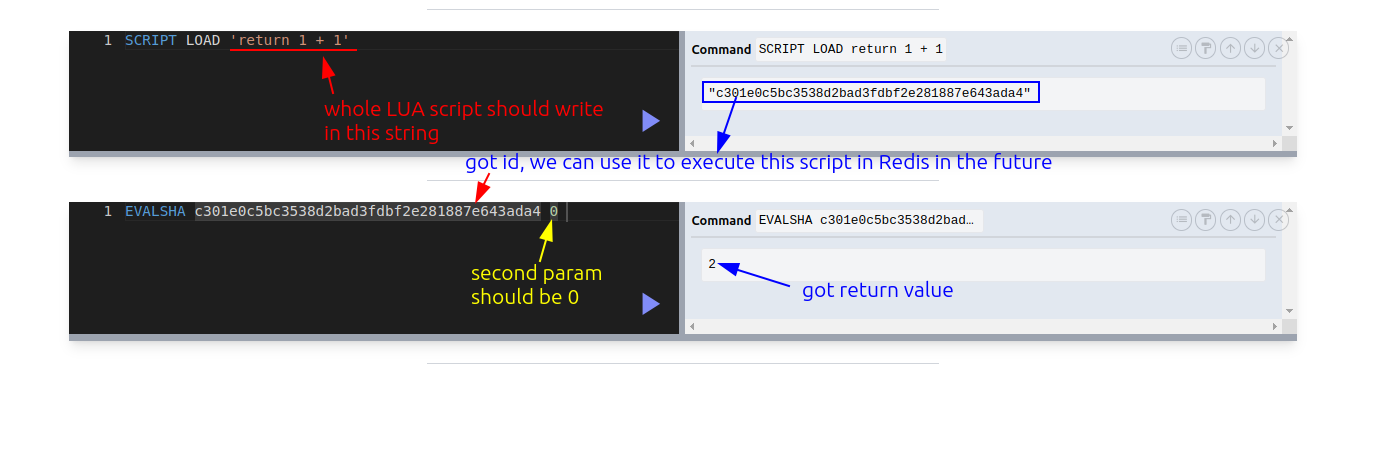 1 SCRIPT LOAD 'return 1 + 1'
Command SCRIPT LOAD return 1 + 1
"c301e0c5bc3538d2bad3fdbf2e281887e643ada4"
whole LUA script should write
in this string
got id, we can use it to execute this script in Redis in the future
1 EVALSHA c301e0c5bc3538d2bad3fdbf2e281887e643ada4 0
Command EVALSHA c301e0c5bc3538d2bad…
2
second param
should be 0
got return value